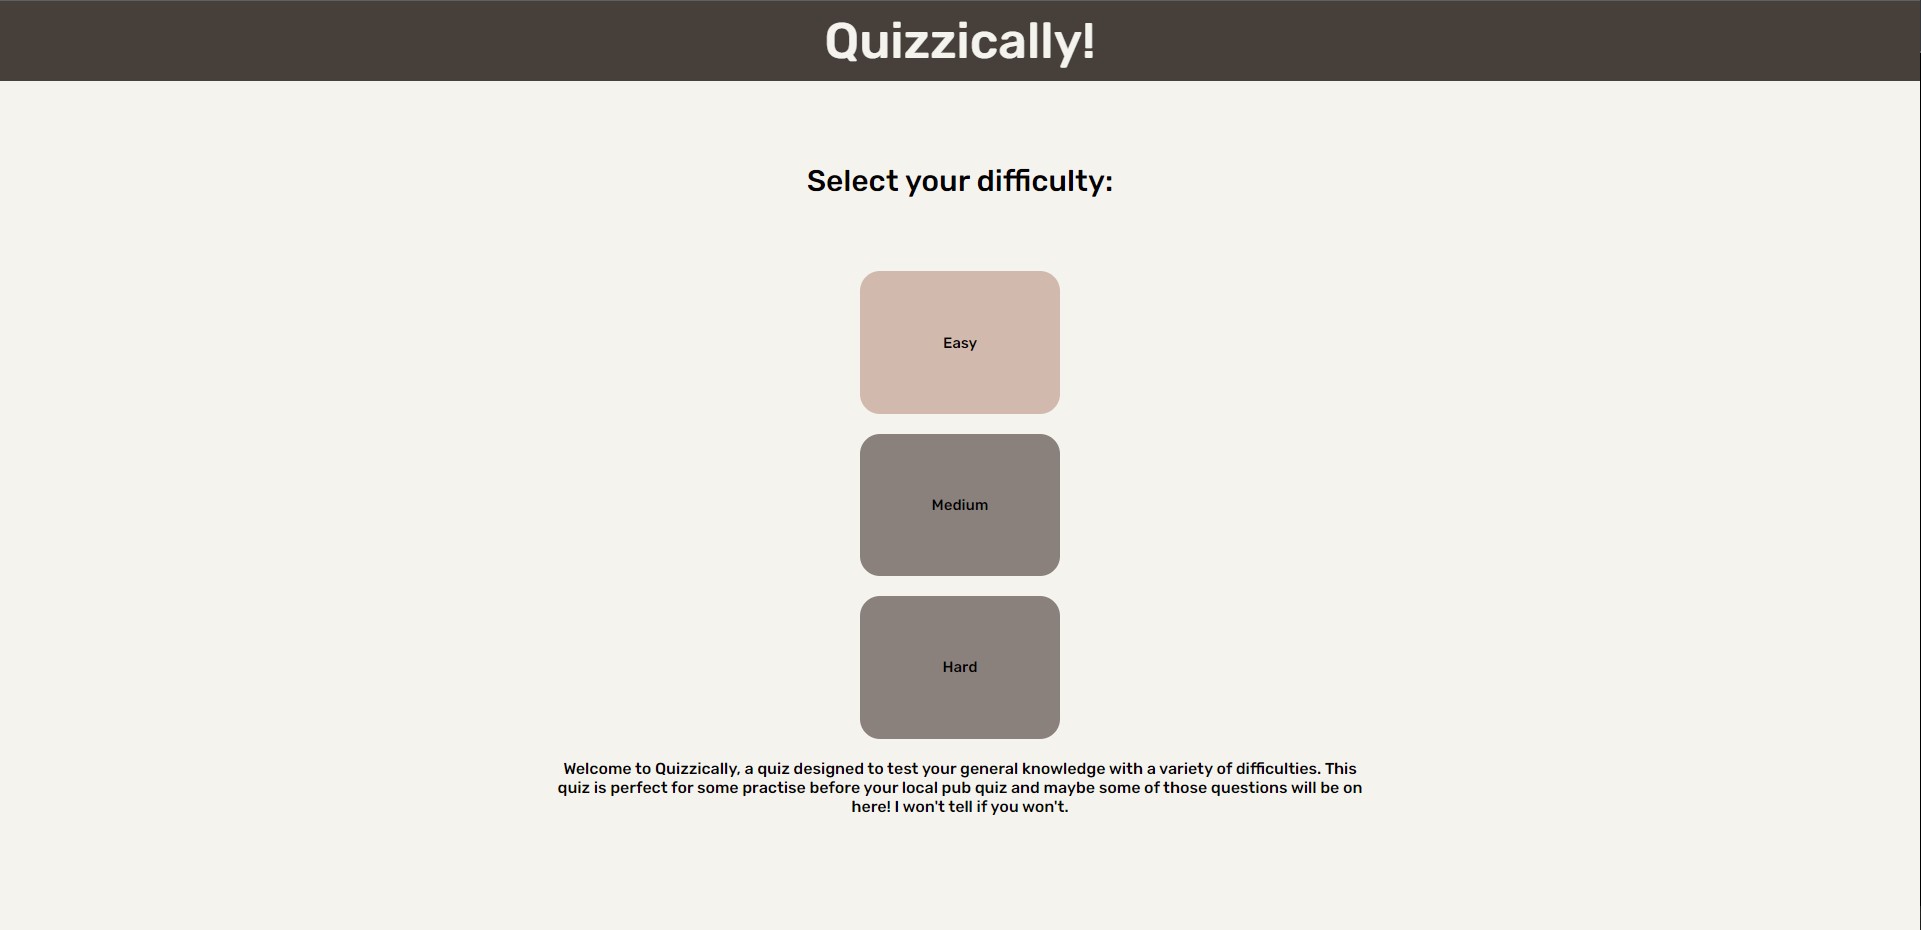 Quizzically!
Select your difficulty:
Easy
Medium
Hard
Welcome to Quizzically, a quiz designed to test your general knowledge with a variety of difficulties. This
quiz is perfect for some practise before your local pub quiz and maybe some of those questions will be on
here! I won't tell if you won't.